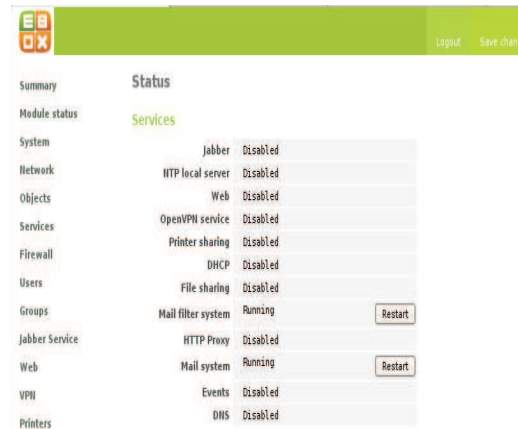 EBOX
Logout Save chan
Summary
Module status
System
Network
Objects
Services
Firewall
Users
Groups
Jabber Service
Web
VPN
Printers
Status
Services
Jabber Disabled
NTP local server Disabled
Web Disabled
OpenVPN service Disabled
Printer sharing Disabled
DHCP Disabled
File sharing Disabled
Mail filter system Running Restart
HTTP Proxy Disabled
Mail system Running Restart
Events Disabled
DNS Disabled